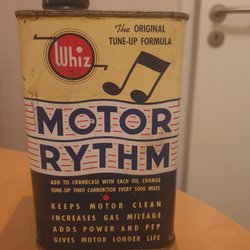 The ORIGINAL
TUNE-UP FORMULA
Whiz
MOTOR
RYTHM
ADD TO CRANKCASE WITH EACH OIL CHANGE
TUNE-UP THRU CARBURETOR EVERY 5000 MILES
KEEPS MOTOR CLEAN
INCREASES GAS MILEAGE
ADDS POWER AND PEP
GIVES MOTOR LONGER LIFE